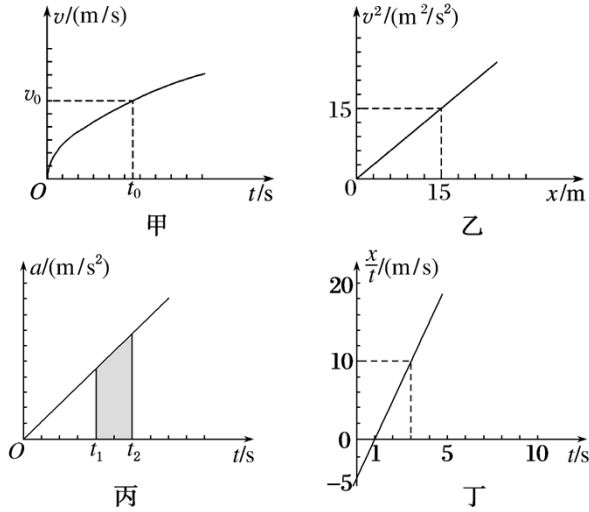 v/(m/s)
v₀
O
t₀
t/s
甲
v²/(m²/s²)
15
0
15
x/m
乙
a/(m/s²)
O
t₁
t₂
t/s
丙
x/t/(m/s)
20
10
0
1
5
10
t/s
−5
丁